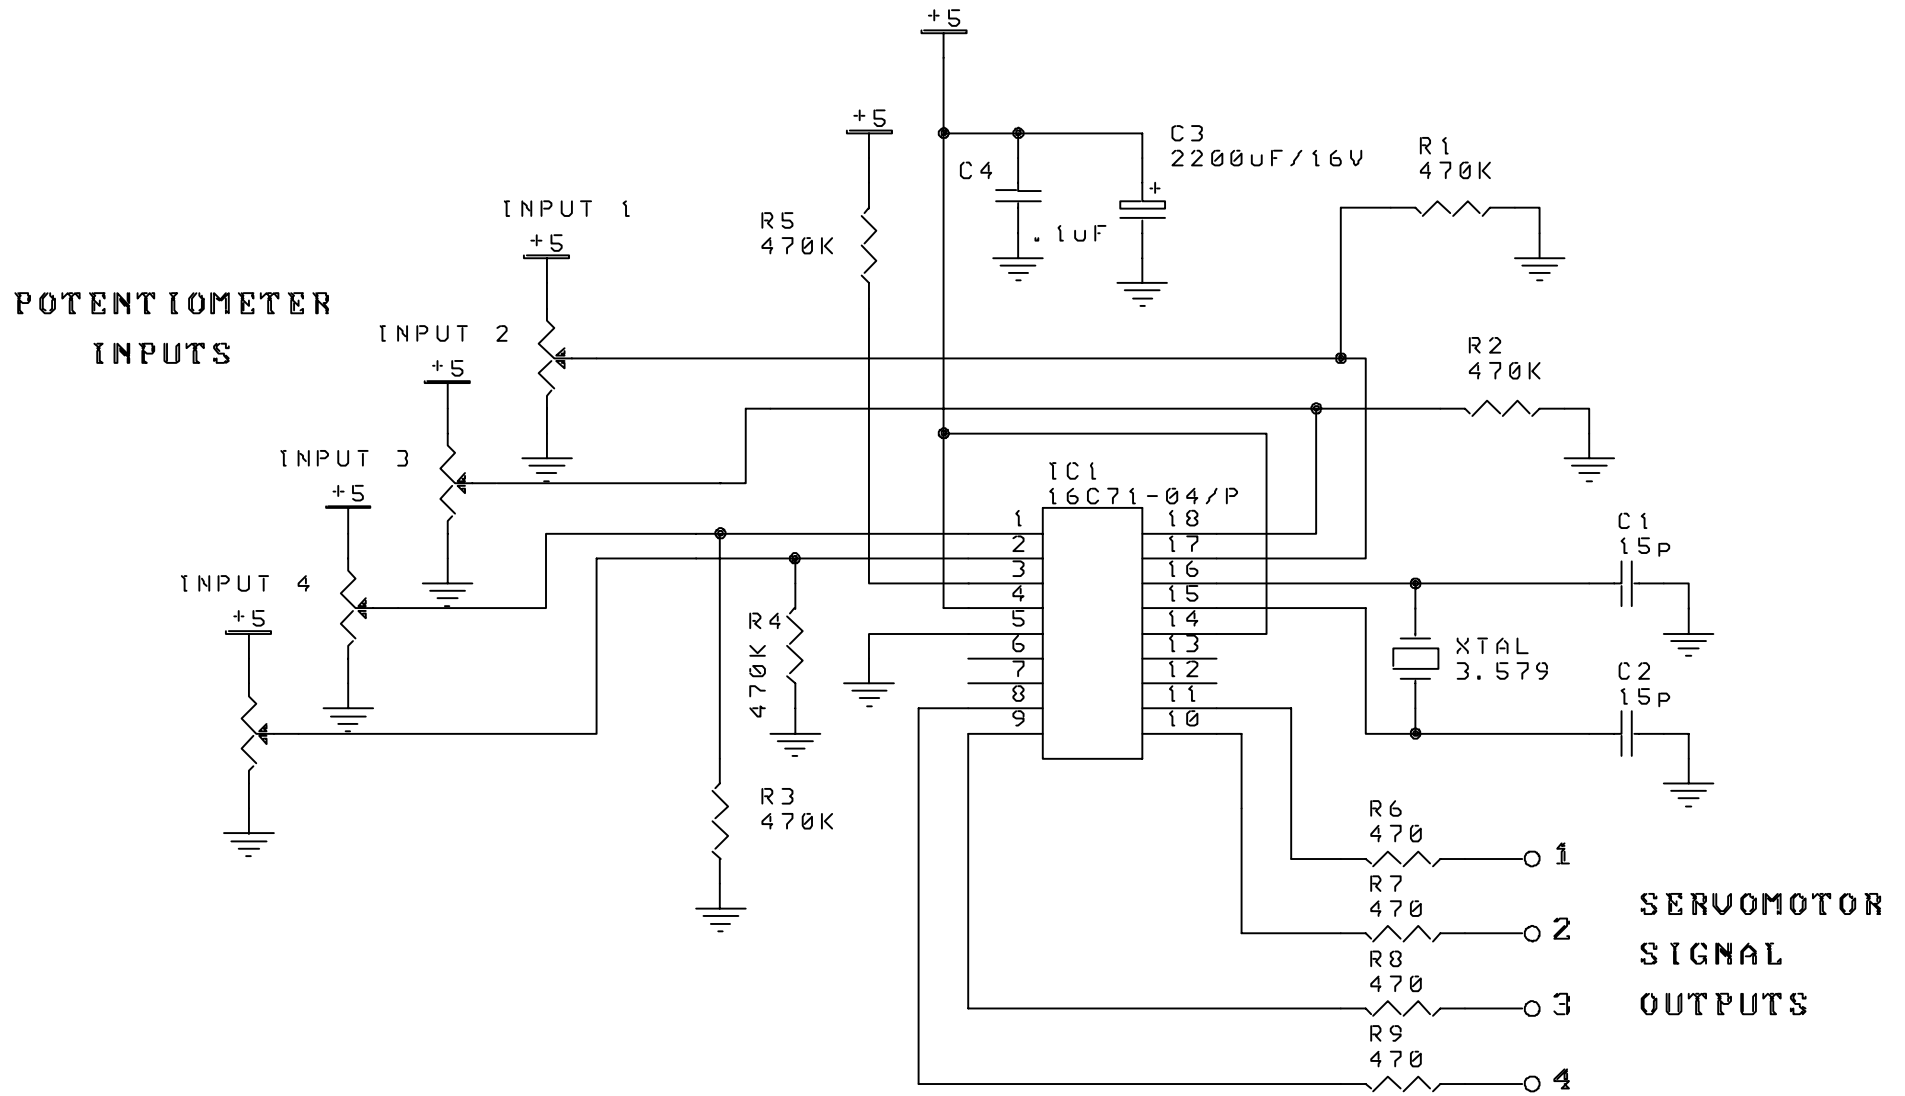 +5
+5
C3
2200uF/16V
C4
.1uF
R1
470K
INPUT 1
+5
R5
470K
POTENTIOMETER
INPUTS
INPUT 2
+5
R2
470K
INPUT 3
+5
IC1
16C71-04/P
1
2
3
4
5
6
7
8
9
18
17
16
15
14
13
12
11
10
C1
15p
INPUT 4
+5
R4
470K
XTAL
3.579
C2
15p
R3
470K
R6
470
1
R7
470
2
R8
470
3
R9
470
4
SERVOMOTOR
SIGNAL
OUTPUTS